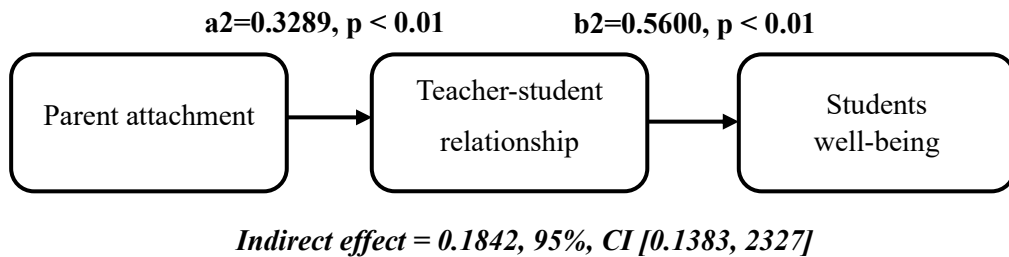 a2=0.3289, p < 0.01
b2=0.5600, p < 0.01
Parent attachment
Teacher-student
relationship
Students
well-being
Indirect effect = 0.1842, 95%, CI [0.1383, 2327]